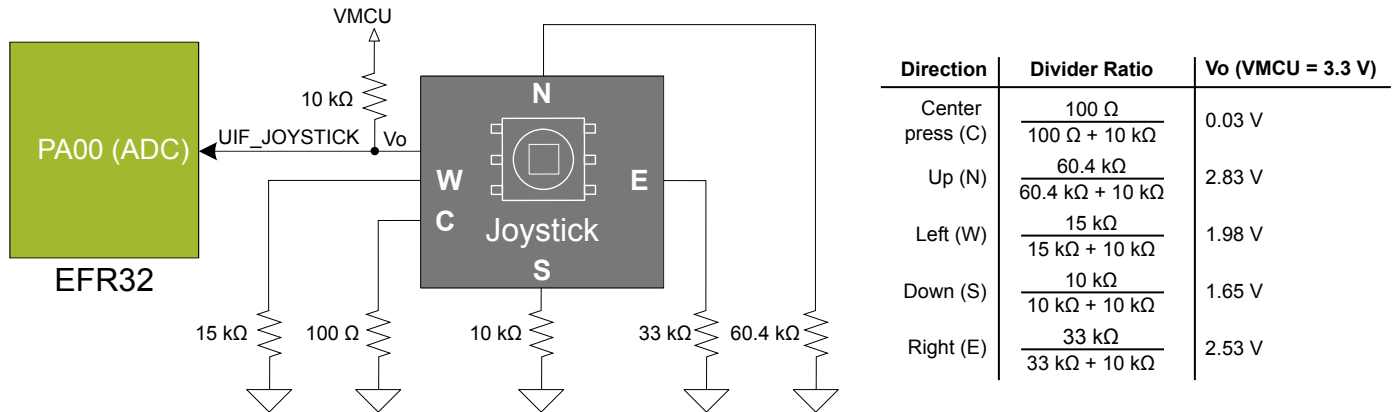 VMCU
10 kΩ
PA00 (ADC)
UIF_JOYSTICK
Vo
N
W
E
C
Joystick
S
EFR32
15 kΩ
100 Ω
10 kΩ
33 kΩ
60.4 kΩ
Direction Divider Ratio Vo (VMCU = 3.3 V)
Center
press (C)
100 Ω
100 Ω + 10 kΩ
0.03 V
Up (N)
60.4 kΩ
60.4 kΩ + 10 kΩ
2.83 V
Left (W)
15 kΩ
15 kΩ + 10 kΩ
1.98 V
Down (S)
10 kΩ
10 kΩ + 10 kΩ
1.65 V
Right (E)
33 kΩ
33 kΩ + 10 kΩ
2.53 V